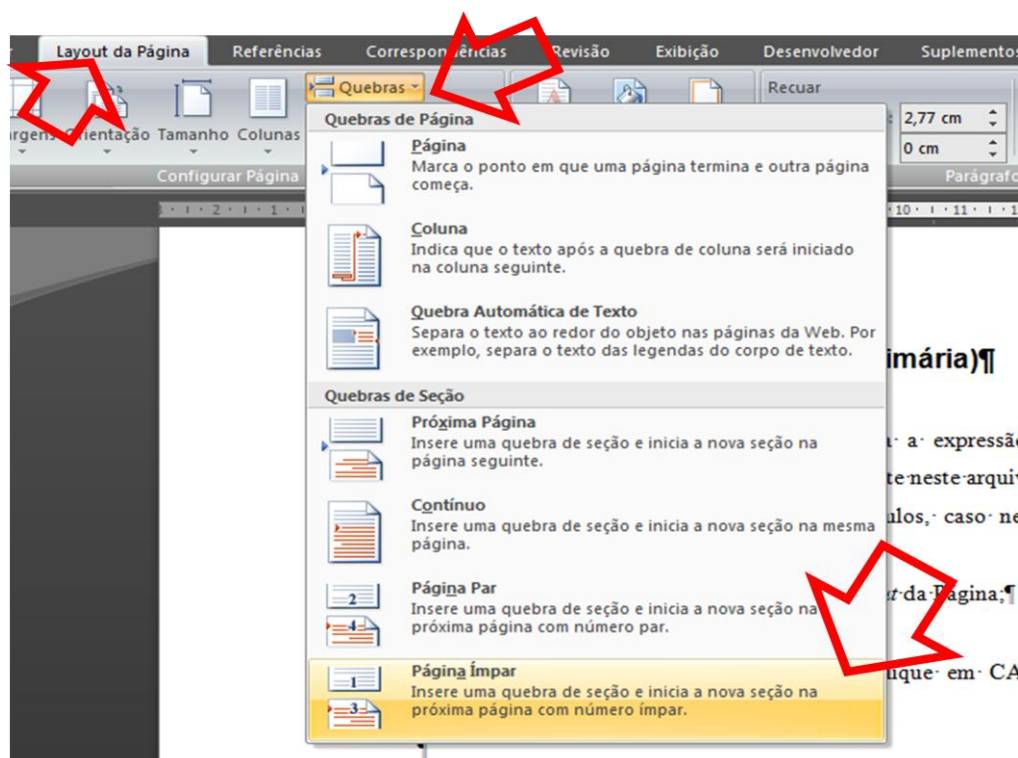 Layout da Página Referências Correspondências Revisão Exibição Desenvolvedor Suplementos
Quebras
Recuar
Orientação Tamanho Colunas
2,77 cm
0 cm
Configurar Página
Parágrafo
Quebras de Página
Página
Marca o ponto em que uma página termina e outra página
começa.
Coluna
Indica que o texto após a quebra de coluna será iniciado
na coluna seguinte.
Quebra Automática de Texto
Separa o texto ao redor do objeto nas páginas da Web. Por
exemplo, separa o texto das legendas do corpo de texto.
Quebras de Seção
Próxima Página
Insere uma quebra de seção e inicia a nova seção na
página seguinte.
Contínuo
Insere uma quebra de seção e inicia a nova seção na mesma
página.
Página Par
Insere uma quebra de seção e inicia a nova seção na
próxima página com número par.
Página Ímpar
Insere uma quebra de seção e inicia a nova seção na
próxima página com número ímpar.
imária)¶
a· expressã
te·neste·arquiv
ulos,· caso· ne
da·Página;¶
ique· em· CA